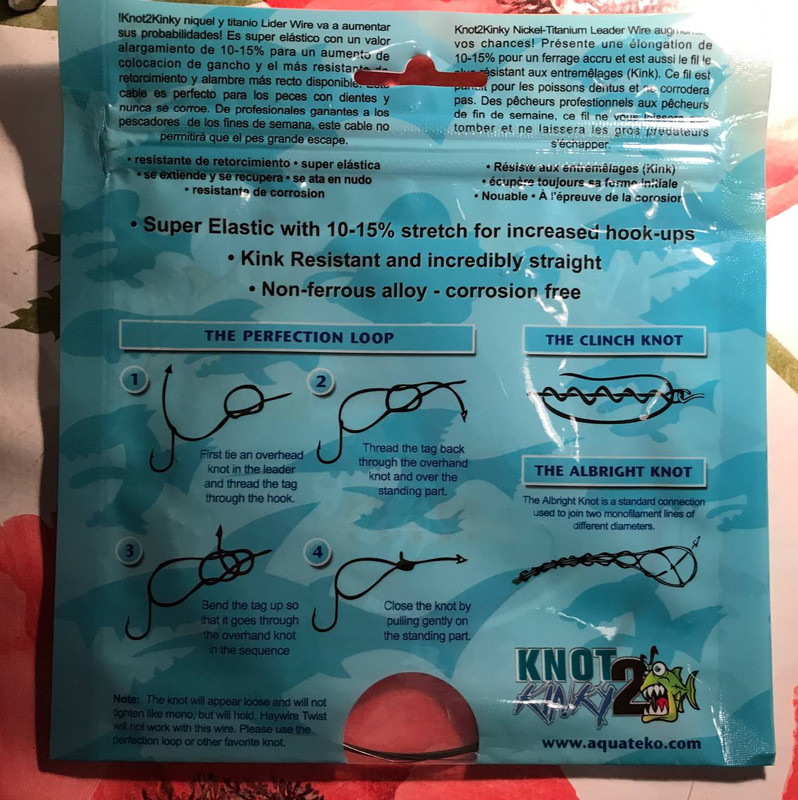 !Knot2Kinky niquel y titanio Lider Wire va a aumentar
sus probabilidades! Es super elástico con un valor
alargamiento de 10-15% para un aumento de
colocacion de gancho y el más resistante de
retorcimiento y alambre más recto disponible. Este
cable es perfecto para los peces con dientes y
nunca se corroe. De profesionales ganantes a los
pescadores de los fines de semana, este cable no
permitirá que el pes grande escape.
• resistante de retorcimiento • super elástica
• se extiende y se recupera • se ata en nudo
• resistante de corrosion
Knot2Kinky Nickel-Titanium Leader Wire
vos chances! Présente une élongation de
10-15% pour un ferrage accru et est aussi le fil le
plus résistant aux entremêlages (Kink). Ce fil est
parfait pour les poissons dentus et ne corrodera
pas. Des pêcheurs professionnels aux pêcheurs
de fin de semaine, ce fil ne vous laissera pas
tomber et ne laissera les gros prédateurs
s'échapper.
• Résiste aux entremêlages (Kink)
• écupère toujours sa forme initiale
• Nouable • À l'épreuve de la corosion
• Super Elastic with 10-15% stretch for increased hook-ups
• Kink Resistant and incredibly straight
• Non-ferrous alloy - corrosion free
THE PERFECTION LOOP
1
First tie an overhead
knot in the leader
and thread the tag
through the hook.
2
Thread the tag back
through the overhand
knot and over the
standing part.
3
Bend the tag up so
that it goes through
the overhand knot
in the sequence
4
Close the knot by
pulling gently on
the standing part.
THE CLINCH KNOT
THE ALBRIGHT KNOT
The Albright Knot is a standard connection
used to join two monofilament lines of
different diameters.
Note: The knot will appear loose and will not
tighten like mono, but will hold. Haywire Twist
will not work with this wire. Please use the
perfection loop or other favorite knot.
KNOT
2
KINKY
www.aquateko.com